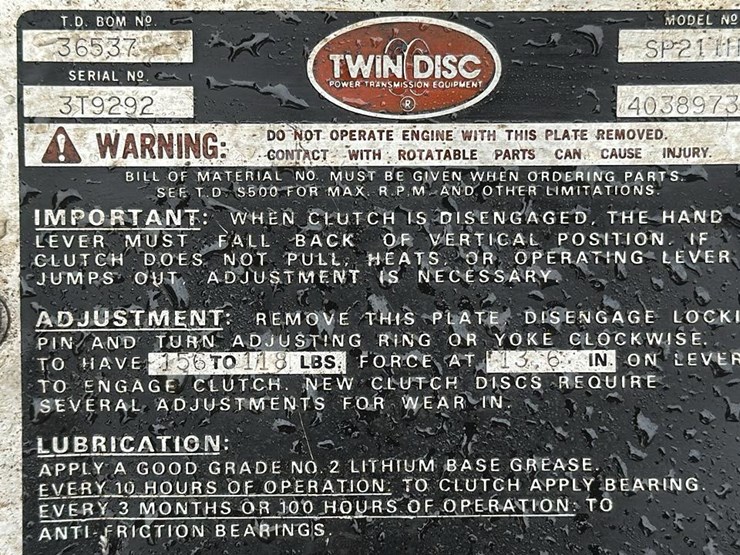 T.D. BOM Nº.
36537
SERIAL Nº.
3T9292
TWIN DISC
POWER TRANSMISSION EQUIPMENT
®
MODEL Nº
SP2111
4038973
WARNING: DO NOT OPERATE ENGINE WITH THIS PLATE REMOVED.
CONTACT WITH ROTATABLE PARTS CAN CAUSE INJURY.
BILL OF MATERIAL NO. MUST BE GIVEN WHEN ORDERING PARTS.
SEE T.D. S500 FOR MAX. R.P.M. AND OTHER LIMITATIONS
IMPORTANT: WHEN CLUTCH IS DISENGAGED, THE HAND
LEVER MUST FALL BACK OF VERTICAL POSITION. IF
CLUTCH DOES NOT PULL, HEATS, OR OPERATING LEVER
JUMPS OUT, ADJUSTMENT IS NECESSARY
ADJUSTMENT: REMOVE THIS PLATE, DISENGAGE LOCKI
PIN AND TURN ADJUSTING RING OR YOKE CLOCKWISE.
TO HAVE TO 118 LBS. FORCE AT 13.6 IN. ON LEVER
TO ENGAGE CLUTCH. NEW CLUTCH DISCS REQUIRE
SEVERAL ADJUSTMENTS FOR WEAR IN.
LUBRICATION:
APPLY A GOOD GRADE NO. 2 LITHIUM BASE GREASE.
EVERY 10 HOURS OF OPERATION: TO CLUTCH APPLY BEARING.
EVERY 3 MONTHS OR 100 HOURS OF OPERATION: TO
ANTI-FRICTION BEARINGS.